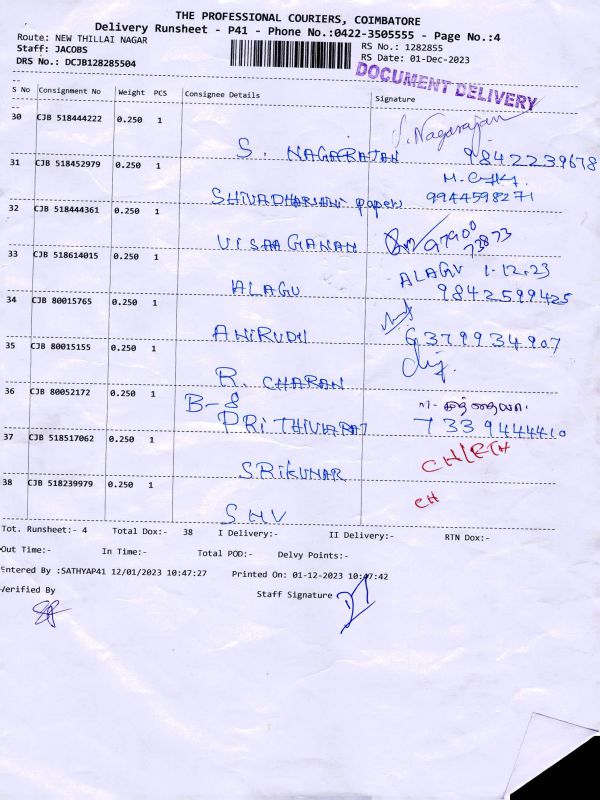 THE PROFESSIONAL COURIERS, COIMBATORE
Delivery Runsheet - P41 - Phone No.:0422-3505555 - Page No.:4
Route: NEW THILLAI NAGAR RS No.: 1282855
Staff: JACOBS RS Date: 01-Dec-2023
DRS No.: DCJB128285504
DOCUMENT DELIVERY
S No Consignment No Weight PCS Consignee Details Signature
30 CJB 518444222 0.250 1 S. NAGARAJAN S. Nagarajan 9842239678
31 CJB 518452979 0.250 1 SHIVADHARSHINI papers 9944598271
32 CJB 518444361 0.250 1 VISAAGANAN 97900 73873
33 CJB 518614015 0.250 1 ALAGU ALAGU 1.12.23
9842599425
34 CJB 80015765 0.250 1 ANIRUDH 6379934907
35 CJB 80015155 0.250 1 R. CHARAN
36 CJB 80052172 0.250 1 B-8
PRITHIVIARAJ 7339444410
37 CJB 518517062 0.250 1 SRIKUMAR
38 CJB 518239979 0.250 1 SHV CH
Tot. Runsheet:- 4 Total Dox:- 38 I Delivery:- II Delivery:- RTN Dox:-
Out Time:- In Time:- Total POD:- Delvy Points:-
Entered By :SATHYAP41 12/01/2023 10:47:27 Printed On: 01-12-2023 10:47:42
Verified By Staff Signature